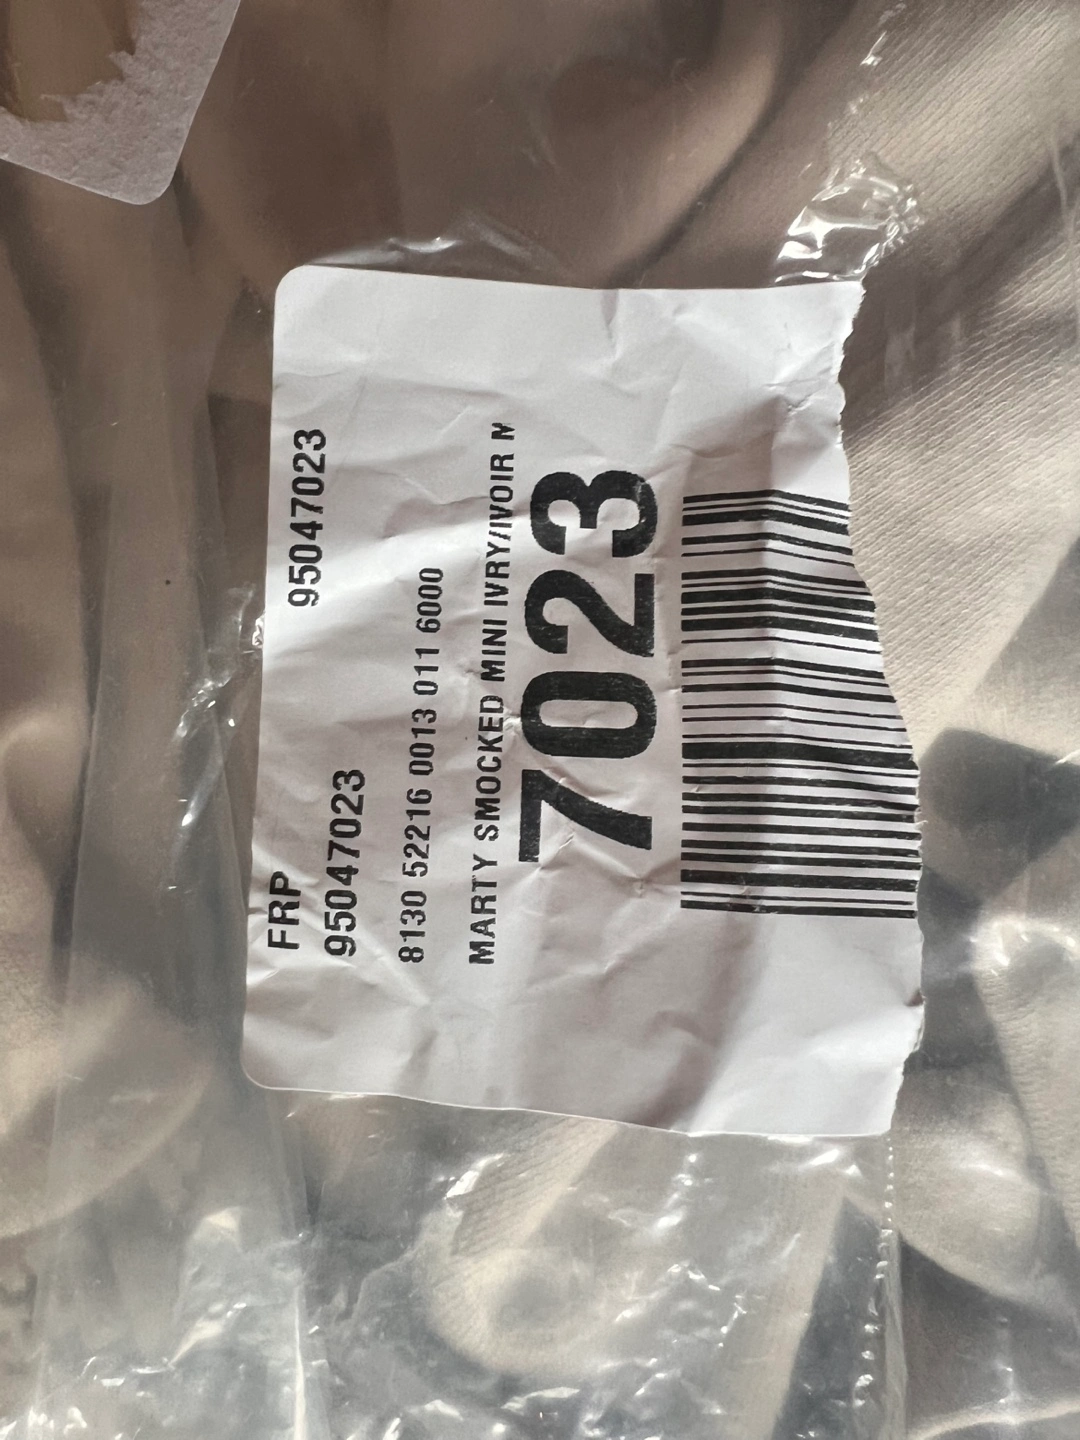 FRP 95047023
95047023
8130 52216 0013 011 6000
MARTY SMOCKED MINI IVRY/IVOIR
7023